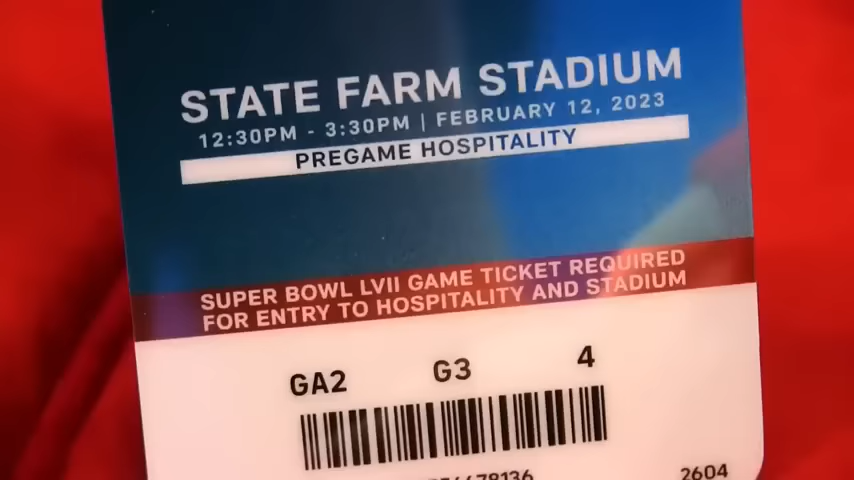 STATE FARM STADIUM
12:30PM - 3:30PM | FEBRUARY 12, 2023
PREGAME HOSPITALITY
SUPER BOWL LVII GAME TICKET REQUIRED
FOR ENTRY TO HOSPITALITY AND STADIUM
GA2 G3 4
2604